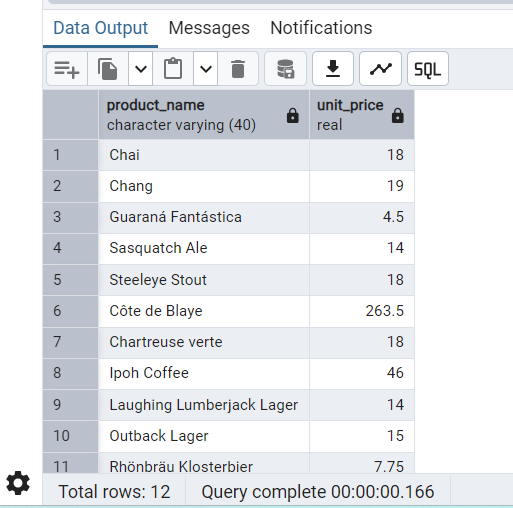 Data Output Messages Notifications
SQL
product_name unit_price
character varying (40) real
1 Chai 18
2 Chang 19
3 Guaraná Fantástica 4.5
4 Sasquatch Ale 14
5 Steeleye Stout 18
6 Côte de Blaye 263.5
7 Chartreuse verte 18
8 Ipoh Coffee 46
9 Laughing Lumberjack Lager 14
10 Outback Lager 15
11 Rhönbräu Klosterbier 7.75
Total rows: 12 Query complete 00:00:00.166